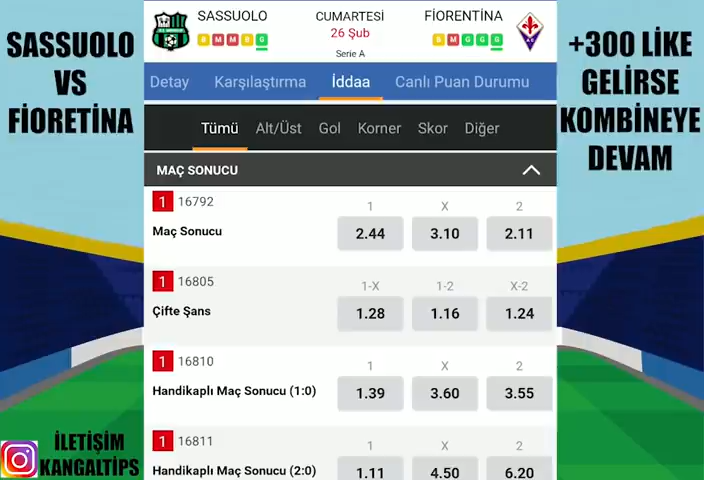 SASSUOLO
VS
FİORETİNA
SASSUOLO
B M M B G
CUMARTESİ
26 Şub
Serie A
FİORENTİNA
B M G G G
+300 LİKE
GELİRSE
KOMBİNEYE
DEVAM
Detay Karşılaştırma İddaa Canlı Puan Durumu
Tümü Alt/Üst Gol Korner Skor Diğer
MAÇ SONUCU
1 16792
1 X 2
Maç Sonucu 2.44 3.10 2.11
1 16805
1-X 1-2 X-2
Çifte Şans 1.28 1.16 1.24
1 16810
1 X 2
Handikaplı Maç Sonucu (1:0) 1.39 3.60 3.55
1 16811
1 X 2
Handikaplı Maç Sonucu (2:0) 1.11 4.50 6.20
İLETİŞİM
KANGALTİPS